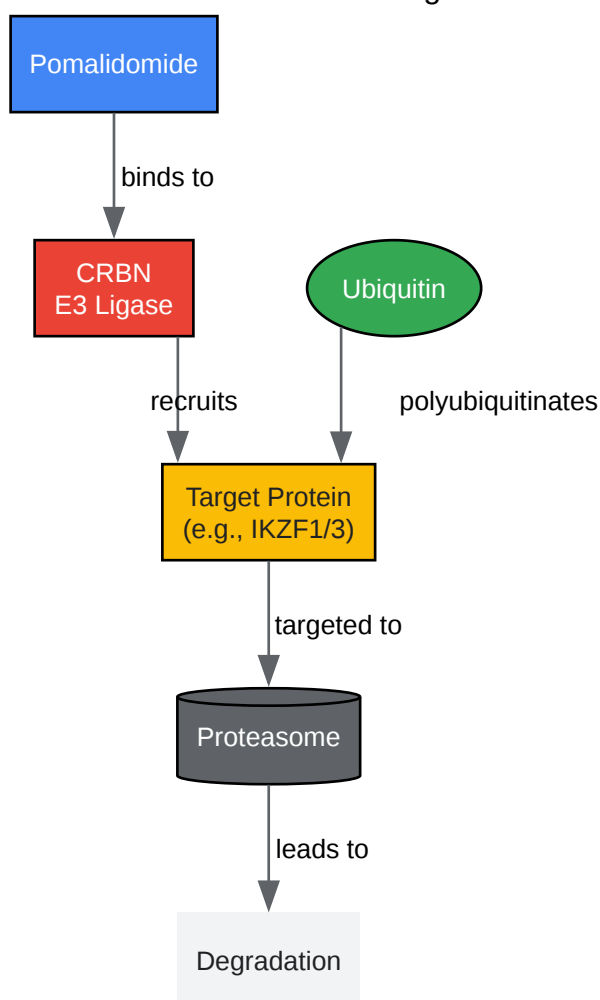 Pomalidomide
binds to
CRBN
E3 Ligase
Ubiquitin
recruits
polyubiquitinates
Target Protein
(e.g., IKZF1/3)
targeted to
Proteasome
leads to
Degradation